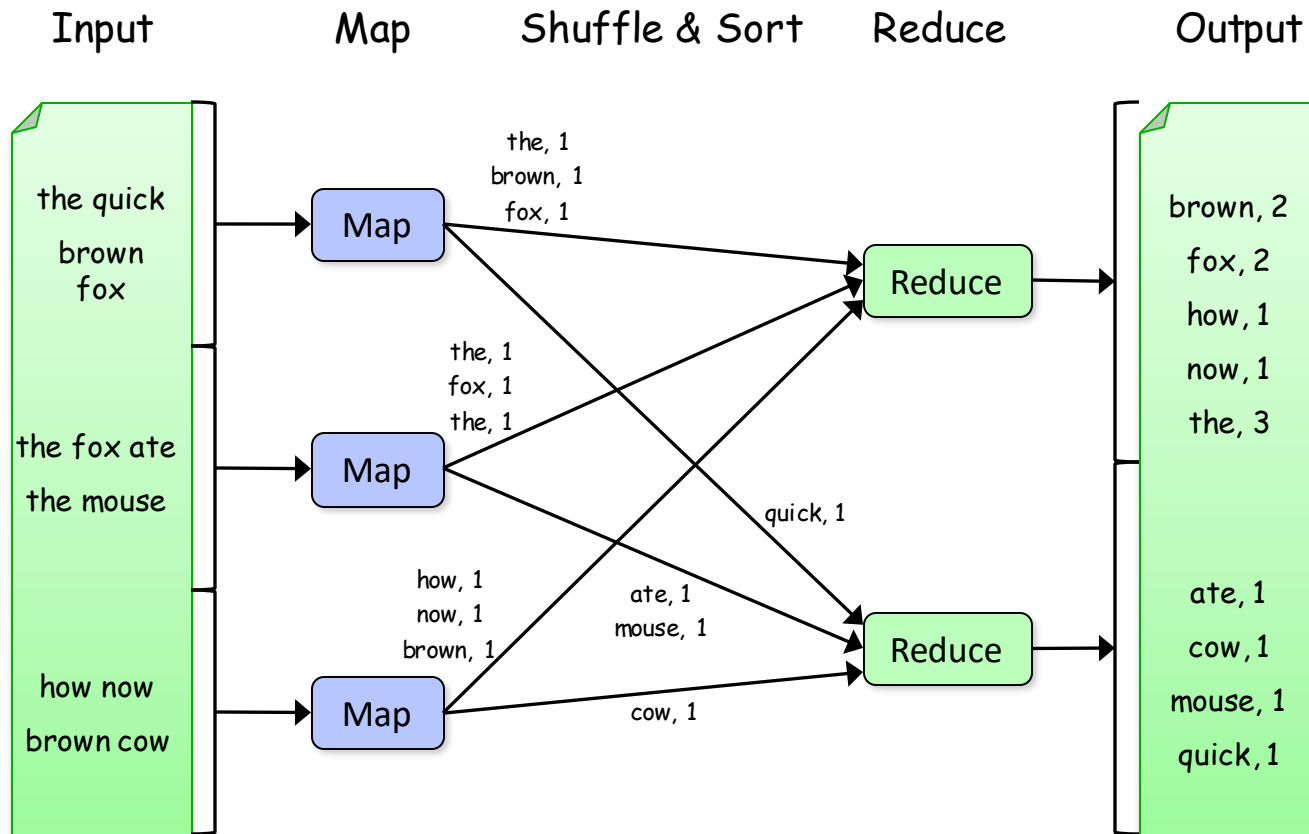 Input
Map
Shuffle & Sort
Reduce
Output
the quick
brown
fox
the fox ate
the mouse
how now
brown cow
Map
Map
Map
the, 1
brown, 1
fox, 1
the, 1
fox, 1
the, 1
how, 1
now, 1
brown, 1
quick, 1
ate, 1
mouse, 1
cow, 1
Reduce
Reduce
brown, 2
fox, 2
how, 1
now, 1
the, 3
ate, 1
cow, 1
mouse, 1
quick, 1